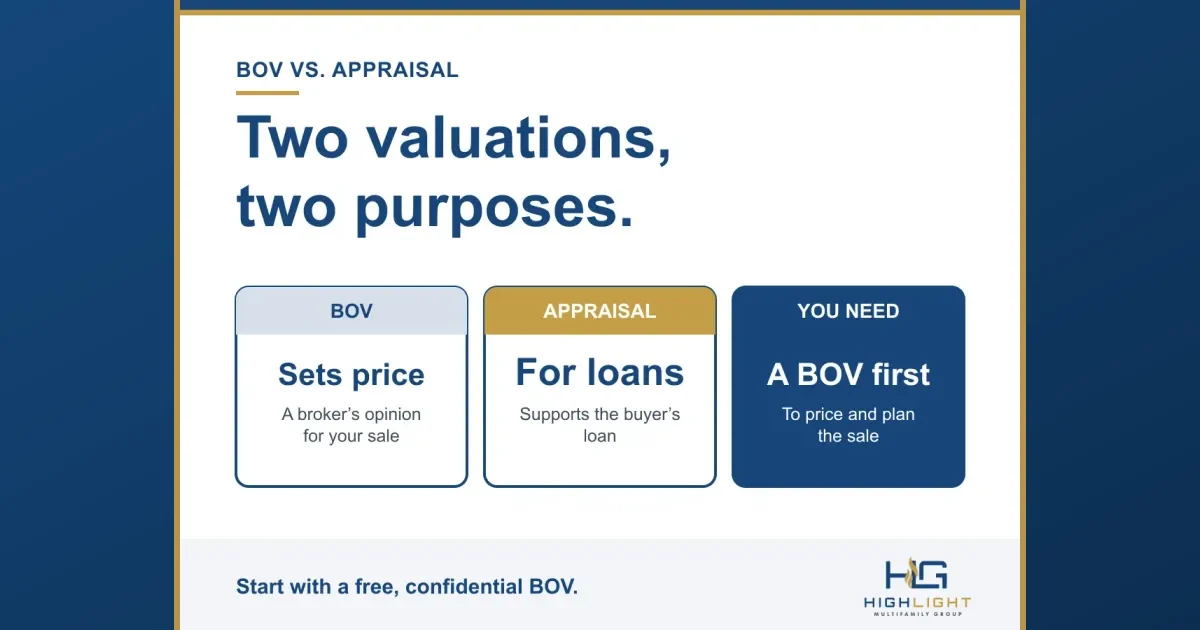 BOV VS. APPRAISAL
Two valuations,
two purposes.
BOV
Sets price
A broker’s opinion
for your sale
APPRAISAL
For loans
Supports the buyer’s
loan
YOU NEED
A BOV first
To price and plan
the sale
Start with a free, confidential BOV.
HLG
HIGHLIGHT
MULTIFAMILY GROUP